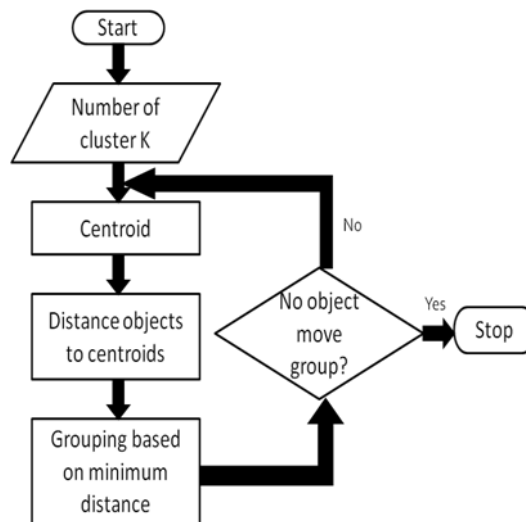 Start
Number of
cluster K
Centroid
Distance objects
to centroids
Grouping based
on minimum
distance
No object
move
group?
No
Yes
Stop